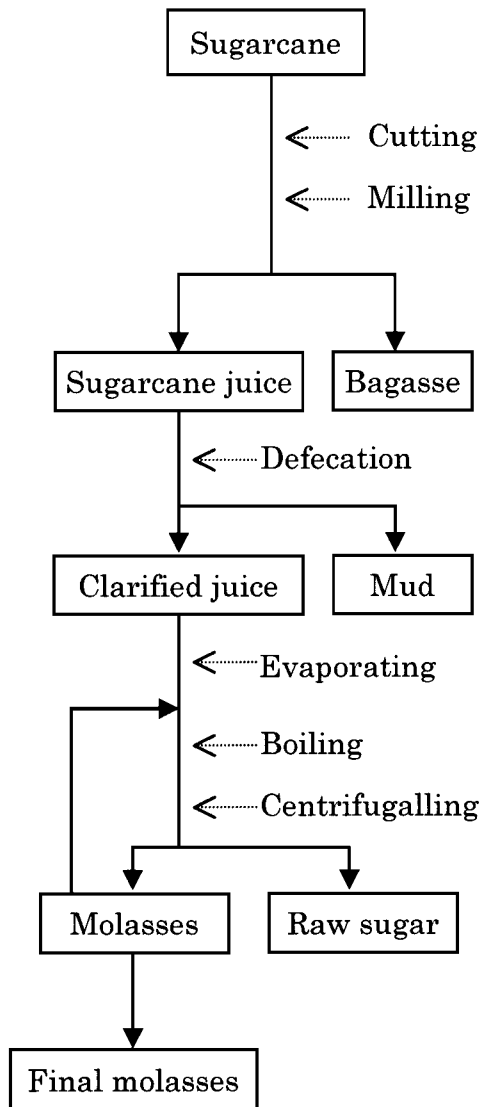 Sugarcane
Cutting
Milling
Sugarcane juice
Bagasse
Defecation
Clarified juice
Mud
Evaporating
Boiling
Centrifugalling
Molasses
Raw sugar
Final molasses